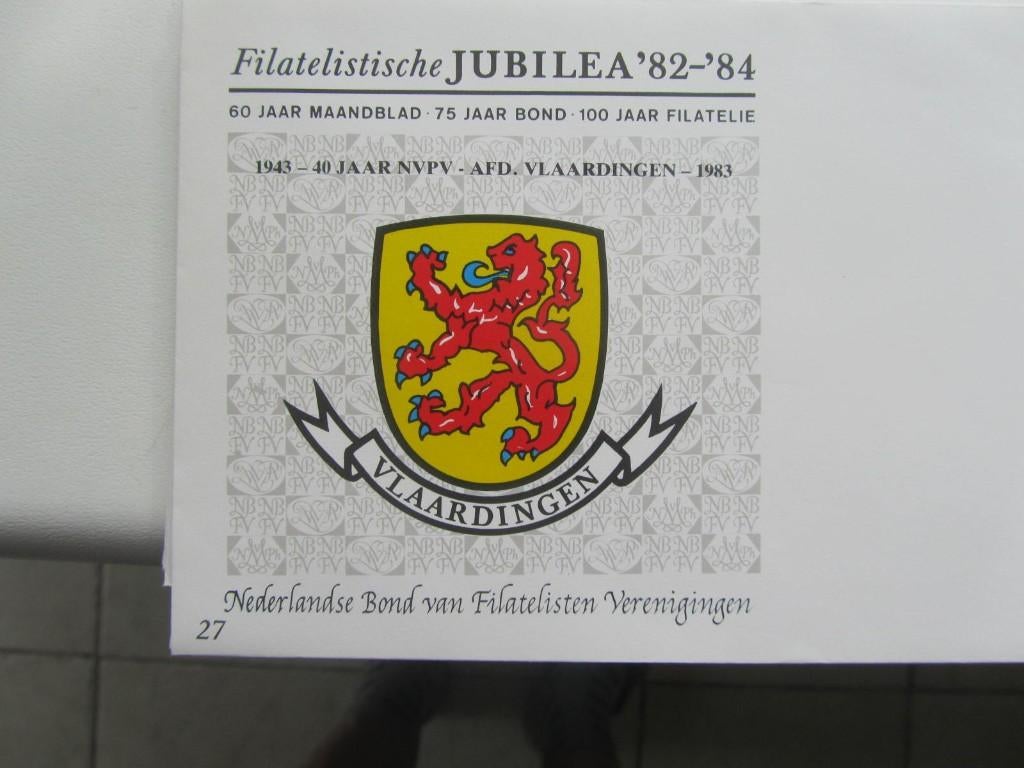 Filatelistische JUBILEA '82-'84
60 JAAR MAANDBLAD · 75 JAAR BOND · 100 JAAR FILATELIE
1943 – 40 JAAR NVPV - AFD. VLAARDINGEN – 1983
VLAARDINGEN
Nederlandse Bond van Filatelisten Verenigingen
27